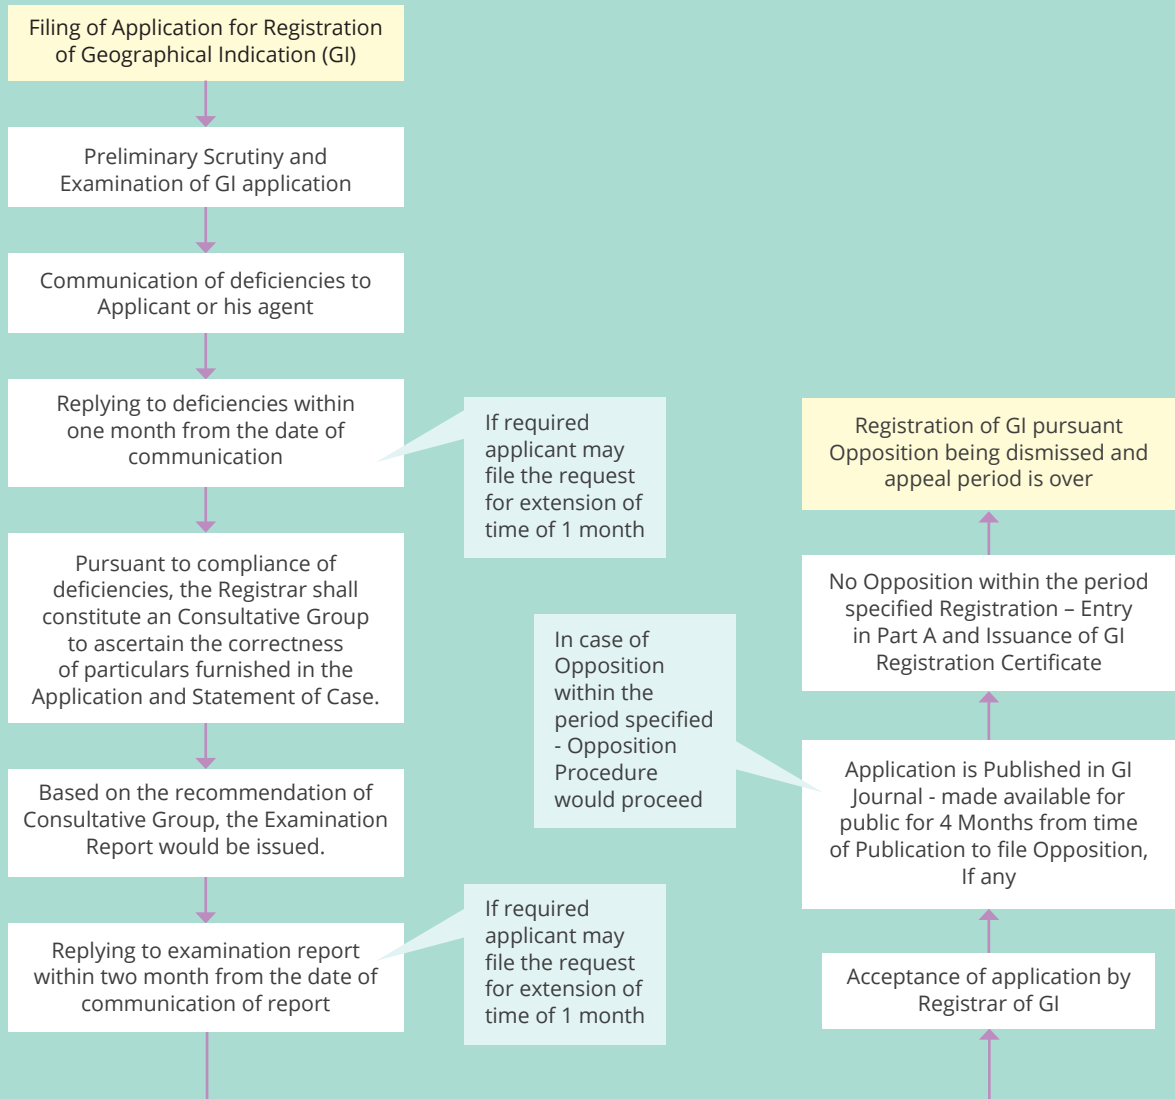 Filing of Application for Registration
of Geographical Indication (GI)
Preliminary Scrutiny and
Examination of GI application
Communication of deficiencies to
Applicant or his agent
Replying to deficiencies within
one month from the date of
communication
If required
applicant may
file the request
for extension of
time of 1 month
Pursuant to compliance of
deficiencies, the Registrar shall
constitute an Consultative Group
to ascertain the correctness
of particulars furnished in the
Application and Statement of Case.
Based on the recommendation of
Consultative Group, the Examination
Report would be issued.
Replying to examination report
within two month from the date of
communication of report
If required
applicant may
file the request
for extension of
time of 1 month
Acceptance of application by
Registrar of GI
Application is Published in GI
Journal - made available for
public for 4 Months from time
of Publication to file Opposition,
If any
In case of
Opposition
within the
period specified
- Opposition
Procedure
would proceed
No Opposition within the period
specified Registration – Entry
in Part A and Issuance of GI
Registration Certificate
Registration of GI pursuant
Opposition being dismissed and
appeal period is over